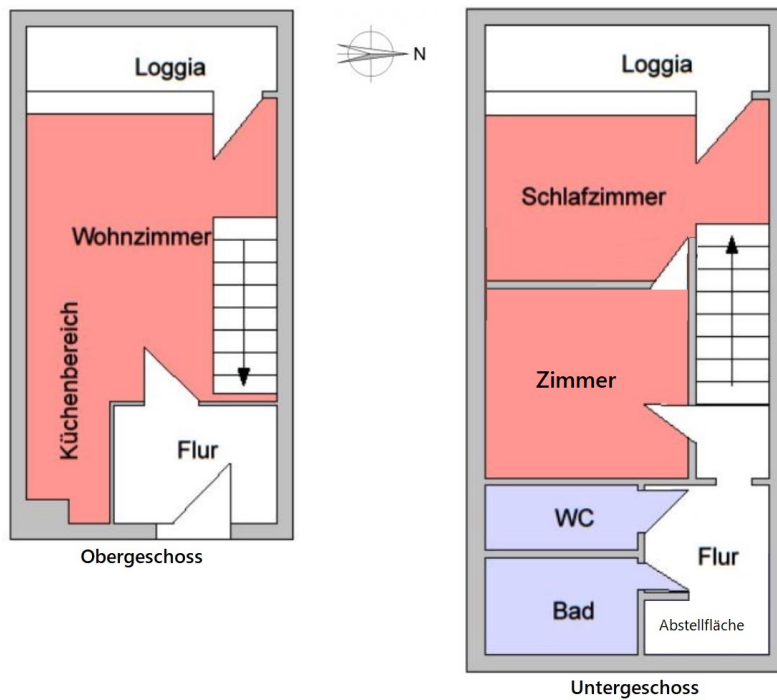 Loggia
N
Wohnzimmer
Küchenbereich
Flur
Obergeschoss
Loggia
Schlafzimmer
Zimmer
WC
Flur
Bad
Abstellfläche
Untergeschoss